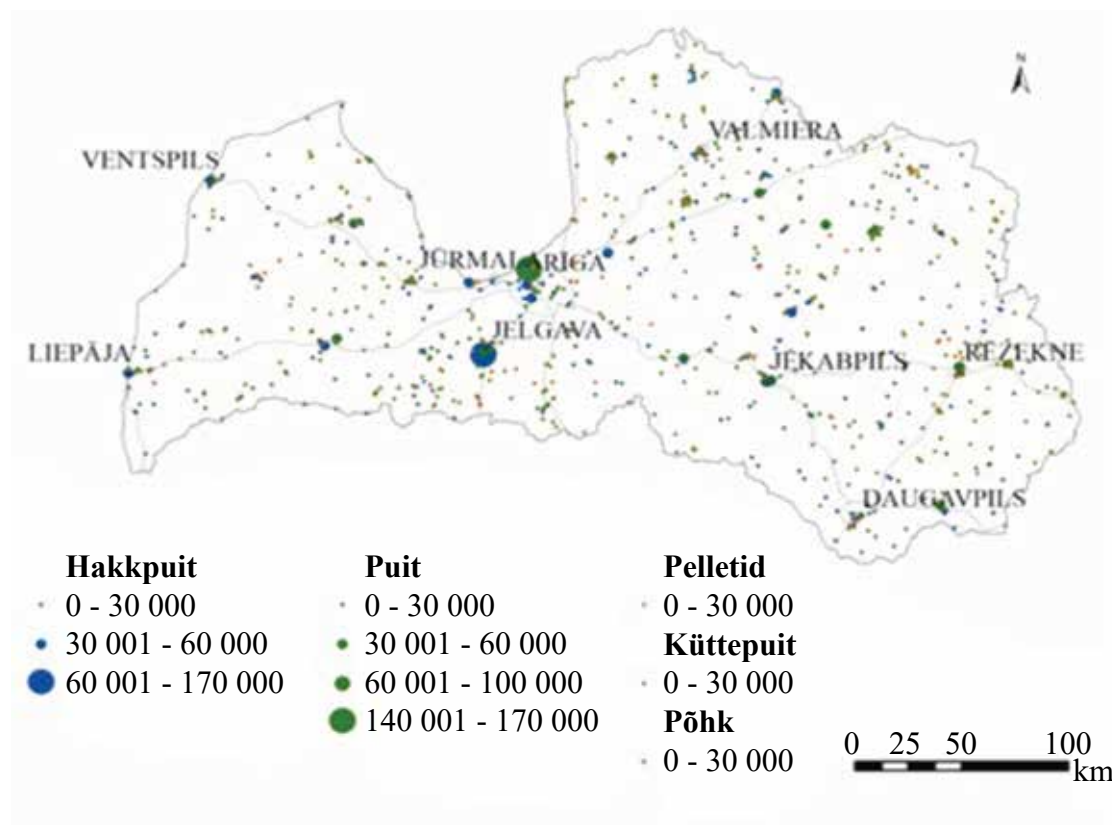 N
VALMIERA
VENTSPILS
JŪRMALA RĪGA
JELGAVA
LIEPĀJA
JĒKABPILS
RĒZEKNE
DAUGAVPILS
Hakkpuit
0 - 30 000
30 001 - 60 000
60 001 - 170 000
Puit
0 - 30 000
30 001 - 60 000
60 001 - 100 000
140 001 - 170 000
Pelletid
0 - 30 000
Küttepuit
0 - 30 000
Põhk
0 - 30 000
0 25 50 100
km